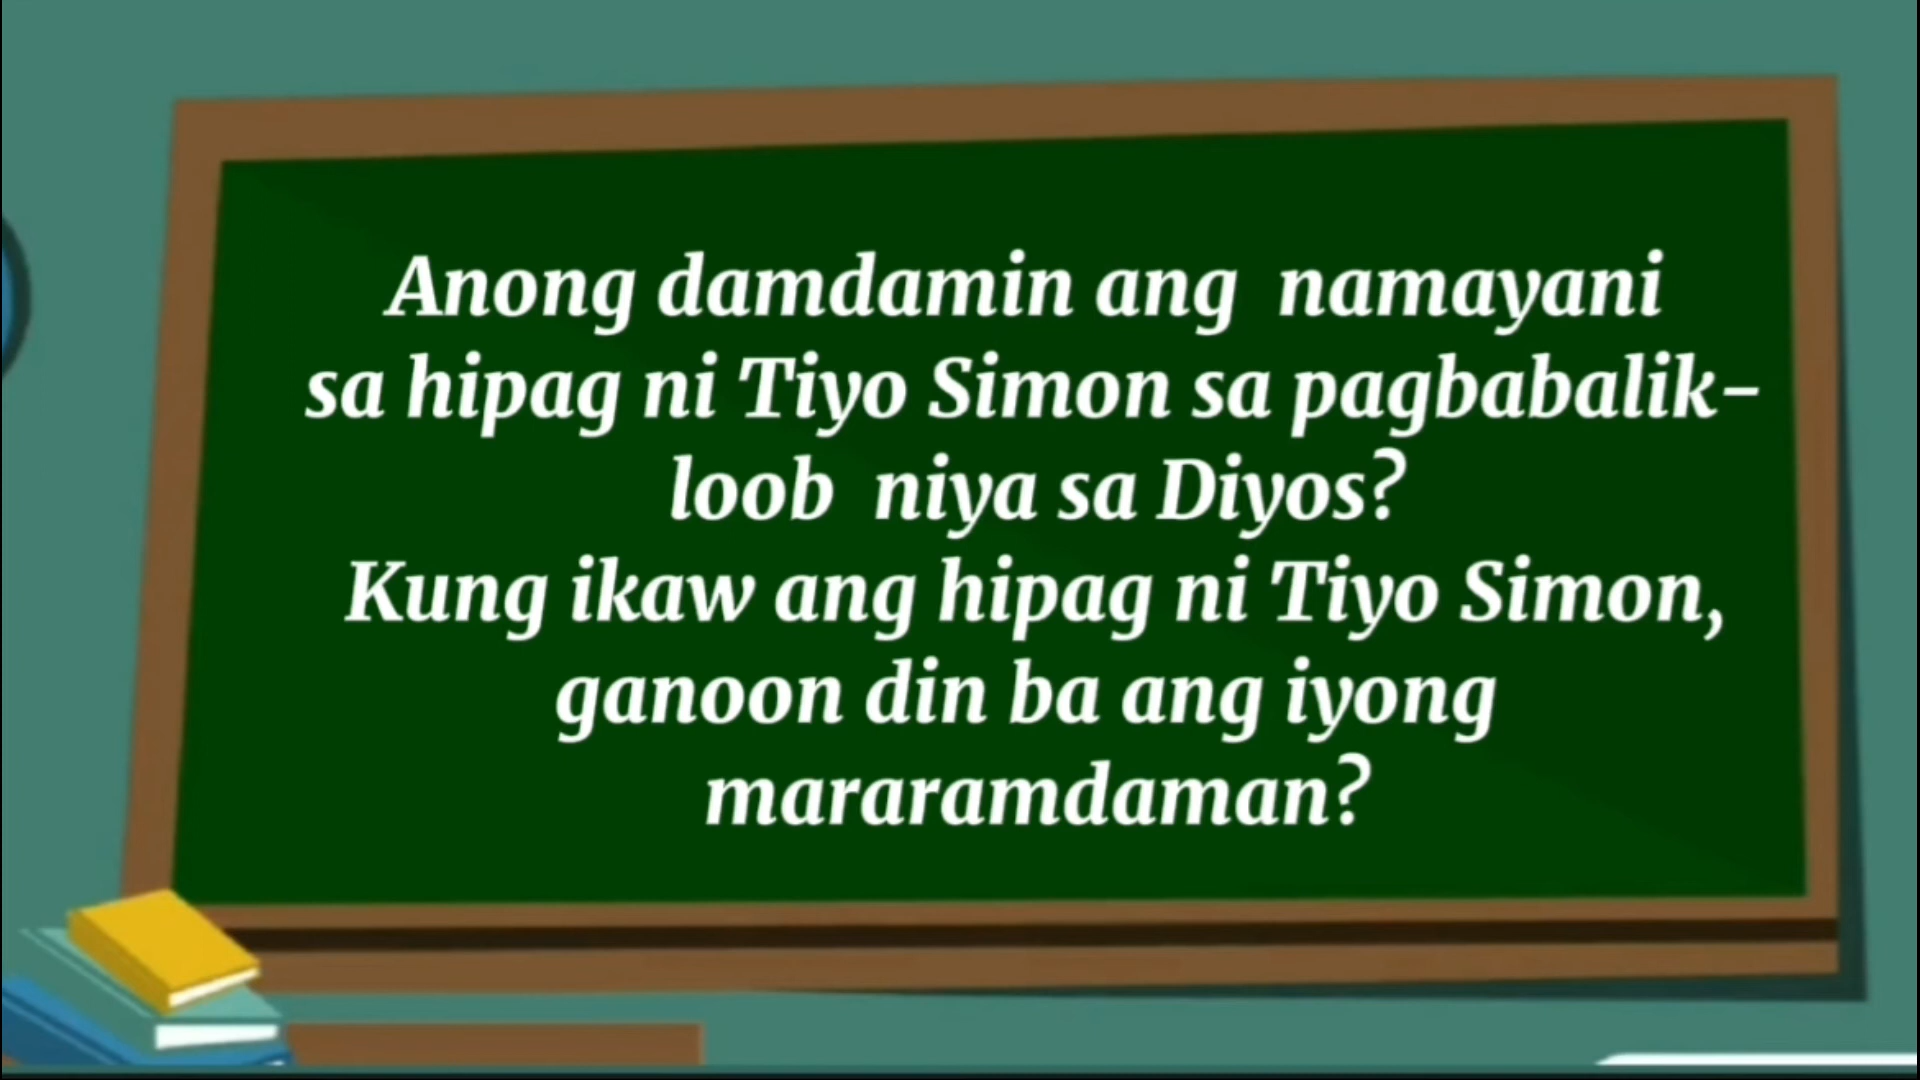 Anong damdamin ang namayani
sa hipag ni Tiyo Simon sa pagbabalik-
loob niya sa Diyos?
Kung ikaw ang hipag ni Tiyo Simon,
ganoon din ba ang iyong
mararamdaman?